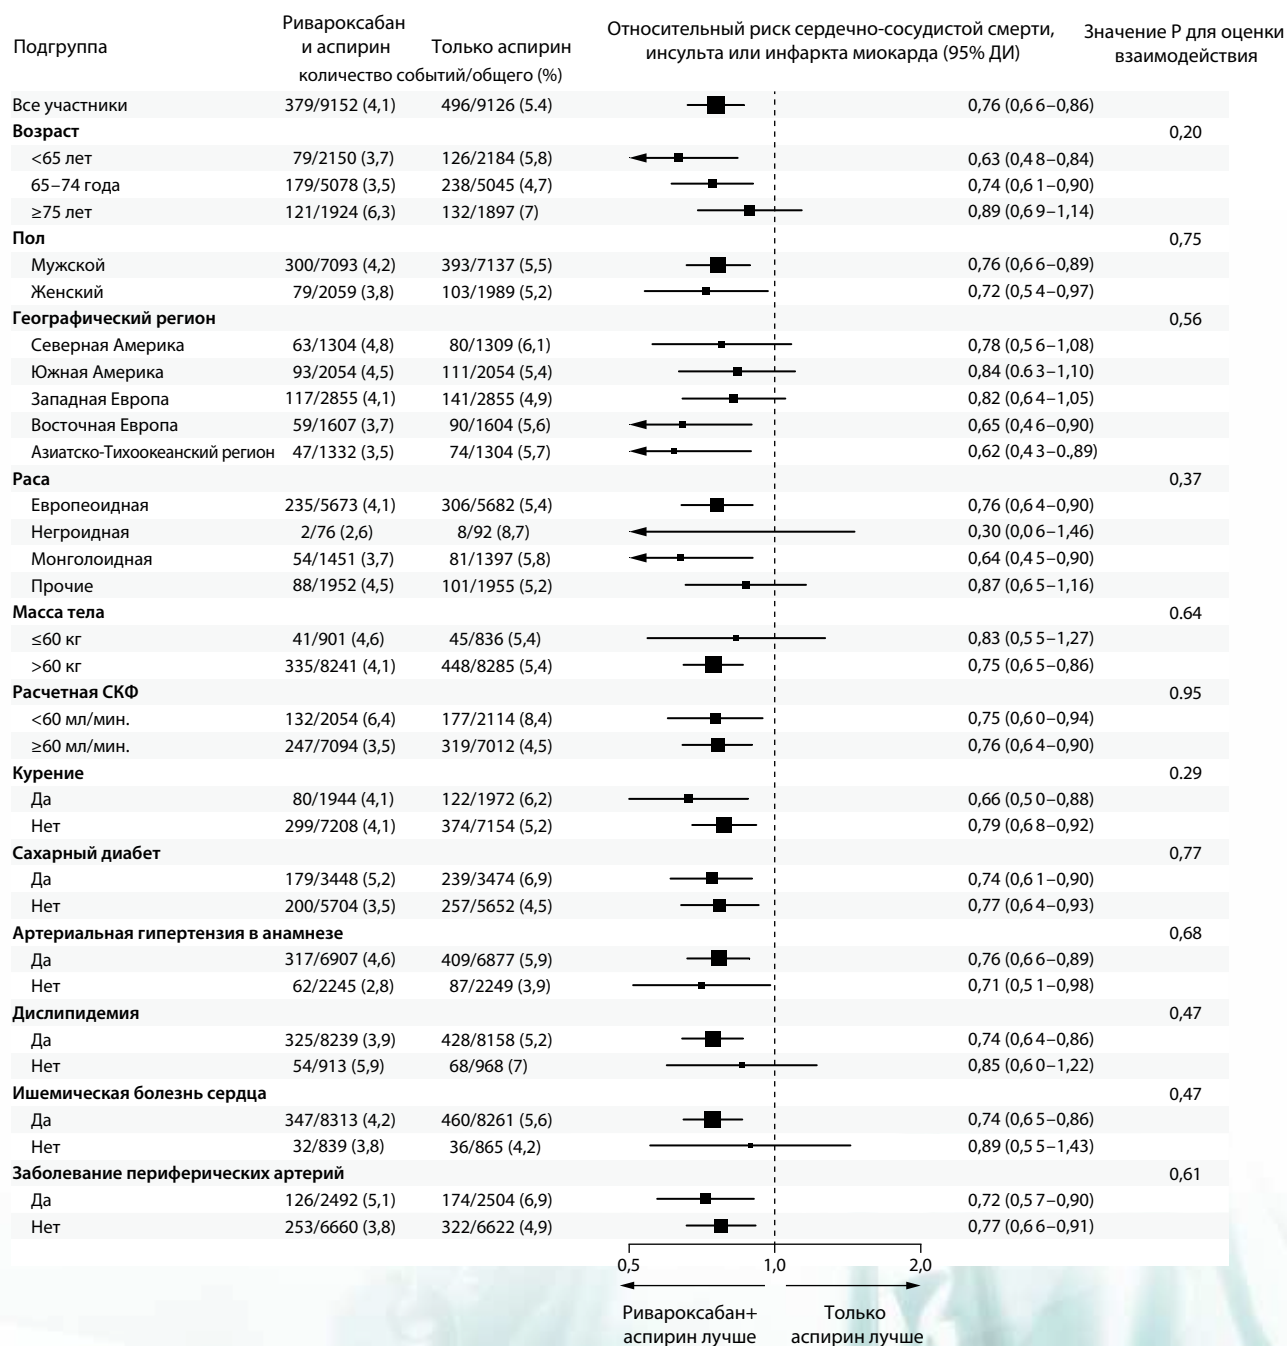 Подгруппа Ривароксабан и аспирин Только аспирин Относительный риск сердечно-сосудистой смерти, инсульта или инфаркта миокарда (95% ДИ) Значение P для оценки взаимодействия
количество событий/общего (%)
Все участники 379/9152 (4,1) 496/9126 (5.4) 0,76 (0,66–0,86)
Возраст 0,20
<65 лет 79/2150 (3,7) 126/2184 (5,8) 0,63 (0,48–0,84)
65–74 года 179/5078 (3,5) 238/5045 (4,7) 0,74 (0,61–0,90)
≥75 лет 121/1924 (6,3) 132/1897 (7) 0,89 (0,69–1,14)
Пол 0,75
Мужской 300/7093 (4,2) 393/7137 (5,5) 0,76 (0,66–0,89)
Женский 79/2059 (3,8) 103/1989 (5,2) 0,72 (0,54–0,97)
Географический регион 0,56
Северная Америка 63/1304 (4,8) 80/1309 (6,1) 0,78 (0,56–1,08)
Южная Америка 93/2054 (4,5) 111/2054 (5,4) 0,84 (0.63–1,10)
Западная Европа 117/2855 (4,1) 141/2855 (4,9) 0,82 (0,64–1,05)
Восточная Европа 59/1607 (3,7) 90/1604 (5,6) 0,65 (0,46–0,90)
Азиатско-Тихоокеанский регион 47/1332 (3,5) 74/1304 (5,7) 0,62 (0,43–0.,89)
Раса 0,37
Европеоидная 235/5673 (4,1) 306/5682 (5,4) 0,76 (0,64–0,90)
Негроидная 2/76 (2,6) 8/92 (8,7) 0,30 (0,06–1,46)
Монголоидная 54/1451 (3,7) 81/1397 (5,8) 0,64 (0,45–0,90)
Прочие 88/1952 (4,5) 101/1955 (5,2) 0,87 (0,65–1,16)
Масса тела 0.64
≤60 кг 41/901 (4,6) 45/836 (5,4) 0,83 (0,55–1,27)
>60 кг 335/8241 (4,1) 448/8285 (5,4) 0,75 (0,65–0,86)
Расчетная СКФ 0.95
<60 мл/мин. 132/2054 (6,4) 177/2114 (8,4) 0,75 (0,60–0,94)
≥60 мл/мин. 247/7094 (3,5) 319/7012 (4,5) 0,76 (0,64–0,90)
Курение 0.29
Да 80/1944 (4,1) 122/1972 (6,2) 0,66 (0,50–0,88)
Нет 299/7208 (4,1) 374/7154 (5,2) 0,79 (0,68–0,92)
Сахарный диабет 0,77
Да 179/3448 (5,2) 239/3474 (6,9) 0,74 (0,61–0,90)
Нет 200/5704 (3,5) 257/5652 (4,5) 0,77 (0,64–0,93)
Артериальная гипертензия в анамнезе 0,68
Да 317/6907 (4,6) 409/6877 (5,9) 0,76 (0,66–0,89)
Нет 62/2245 (2,8) 87/2249 (3,9) 0,71 (0,51–0,98)
Дислипидемия 0,47
Да 325/8239 (3,9) 428/8158 (5,2) 0,74 (0,64–0,86)
Нет 54/913 (5,9) 68/968 (7) 0,85 (0,60–1,22)
Ишемическая болезнь сердца 0,47
Да 347/8313 (4,2) 460/8261 (5,6) 0,74 (0,65–0,86)
Нет 32/839 (3,8) 36/865 (4,2) 0,89 (0,55–1,43)
Заболевание периферических артерий 0,61
Да 126/2492 (5,1) 174/2504 (6,9) 0,72 (0,57–0,90)
Нет 253/6660 (3,8) 322/6622 (4,9) 0,77 (0,66–0,91)
0,5 1,0 2,0
Ривароксабан+ Только
аспирин лучше аспирин лучше